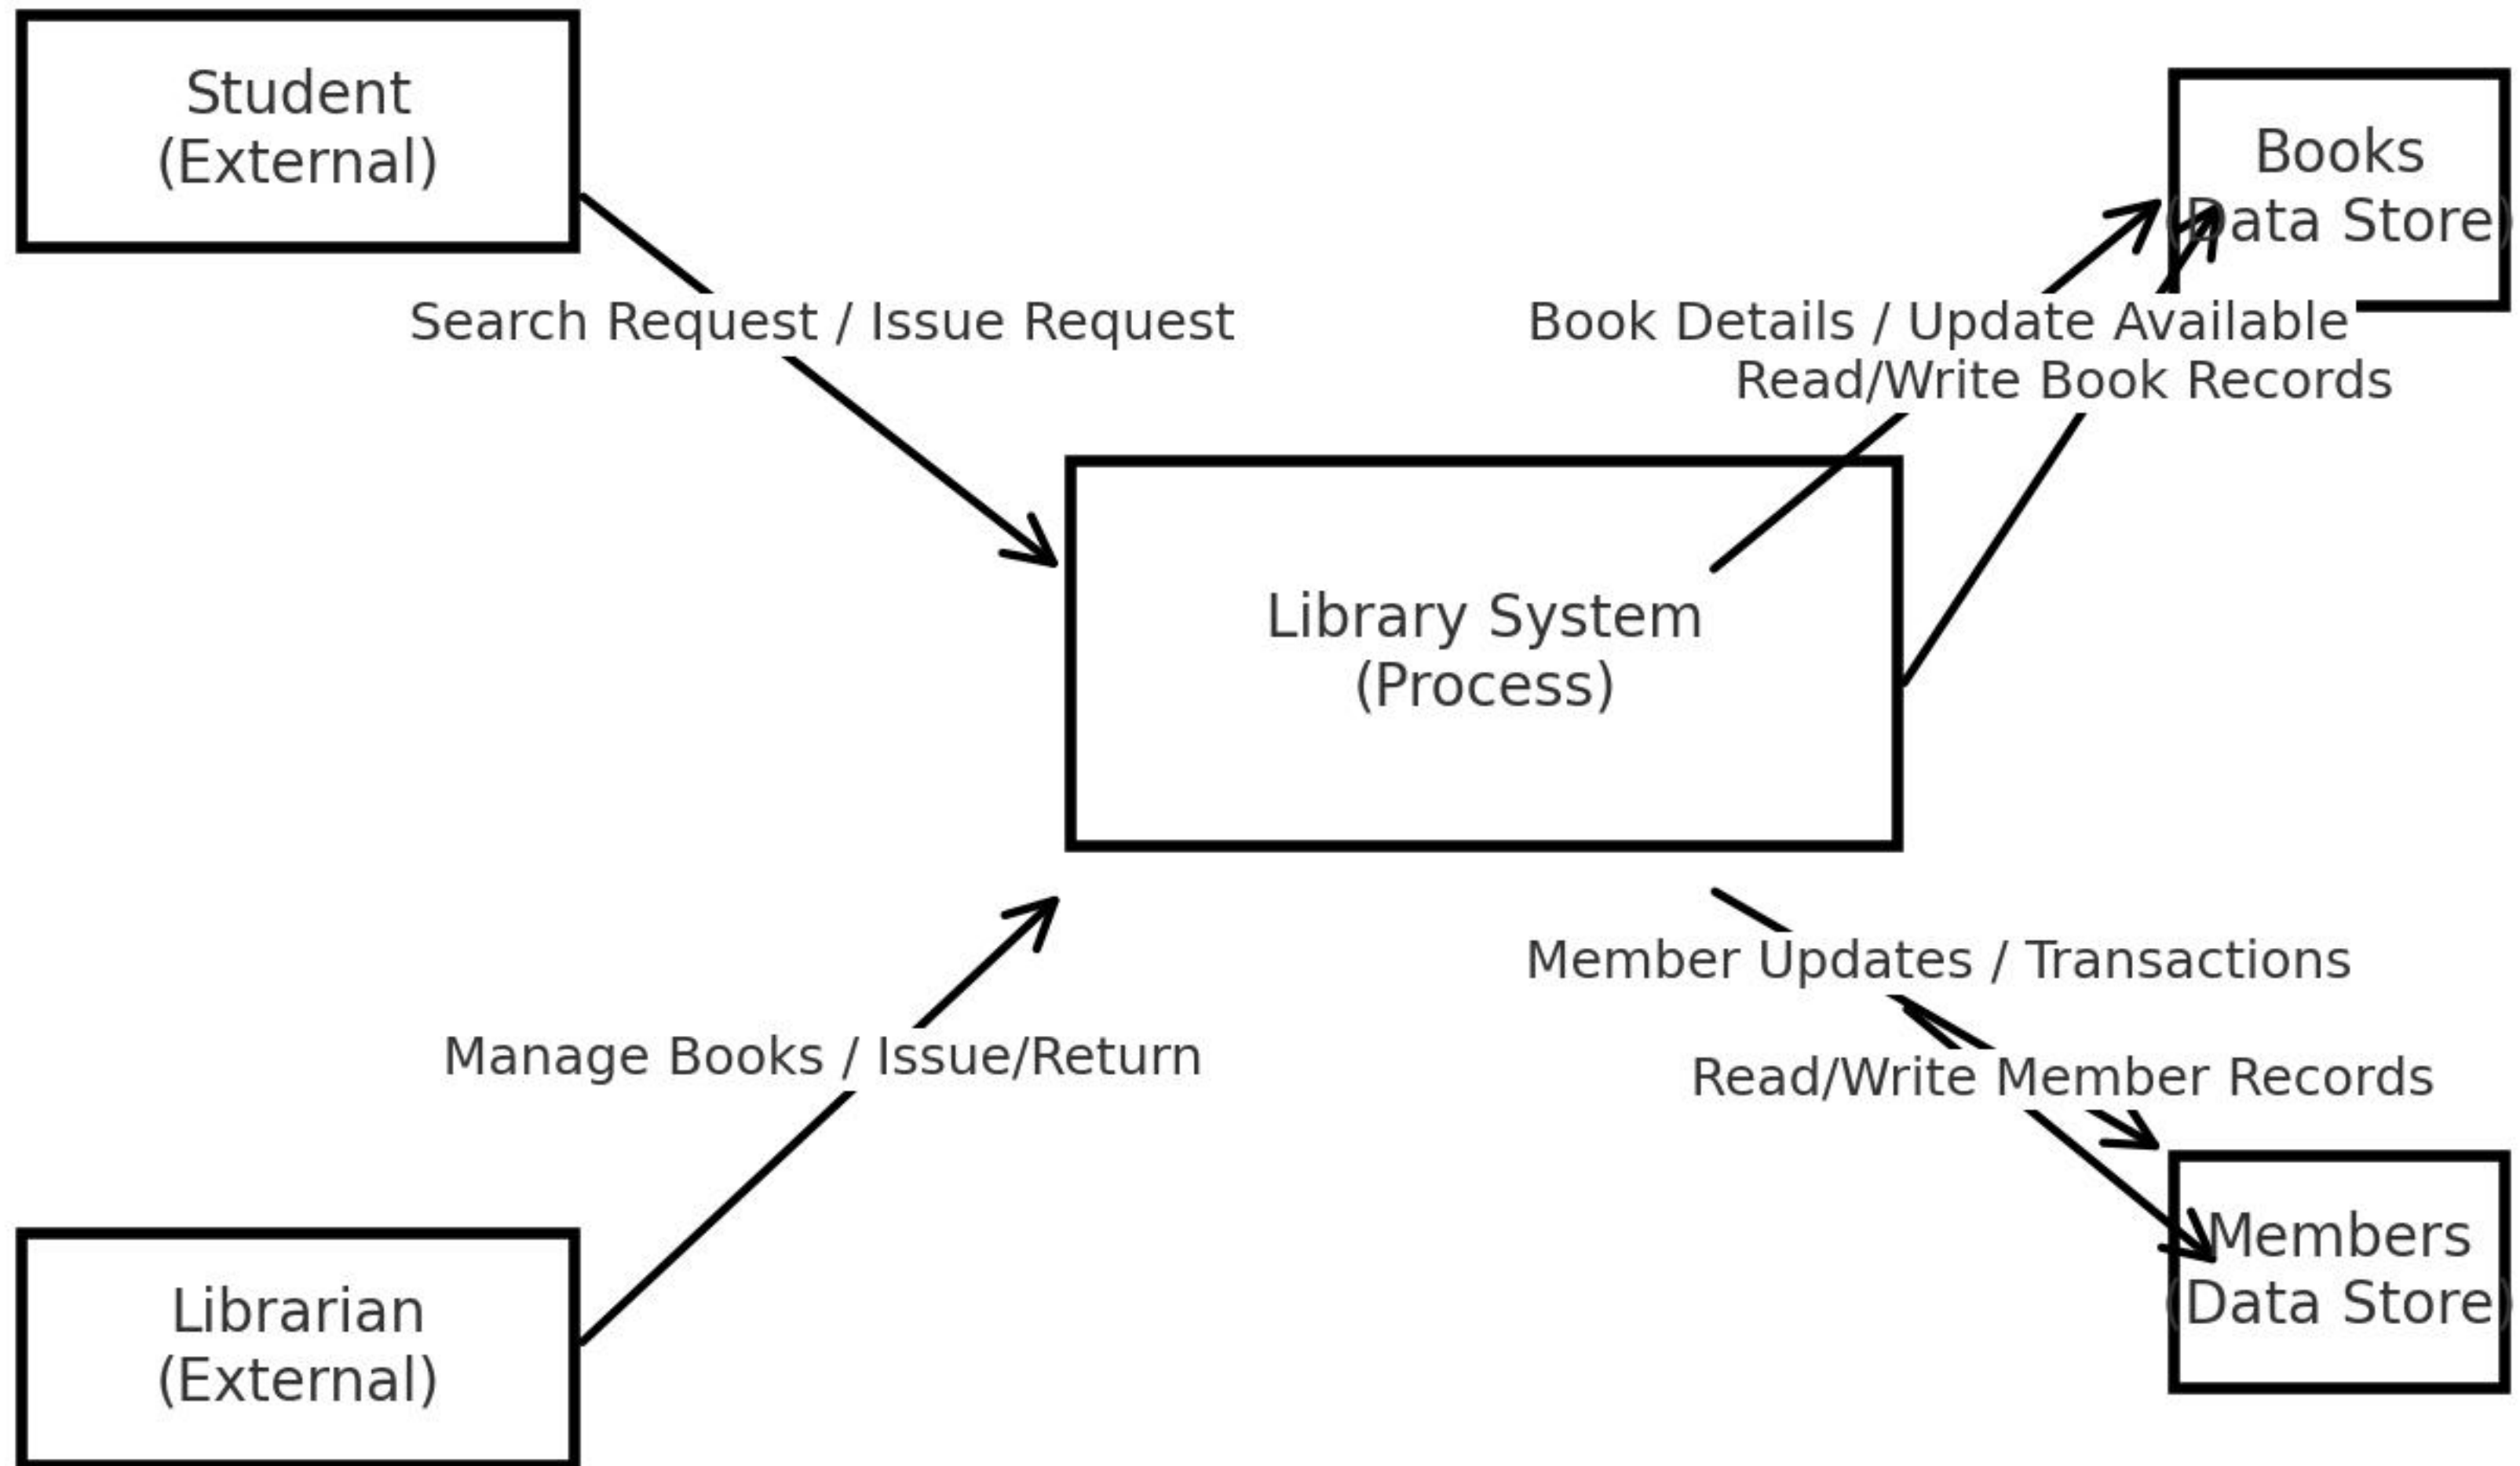 Student
(External)
Books
(Data Store)
Search Request / Issue Request
Book Details / Update Available
Read/Write Book Records
Library System
(Process)
Member Updates / Transactions
Manage Books / Issue/Return
Read/Write Member Records
Members
(Data Store)
Librarian
(External)